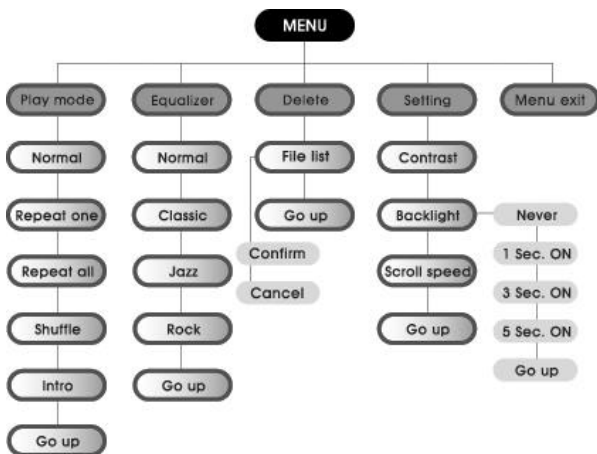 MENU
Play mode
Equalizer
Delete
Setting
Menu exit
Normal
Repeat one
Repeat all
Shuffle
Intro
Go up
Normal
Classic
Jazz
Rock
Go up
File list
Go up
Confirm
Cancel
Contrast
Backlight
Scroll speed
Go up
Never
1 Sec. ON
3 Sec. ON
5 Sec. ON
Go up